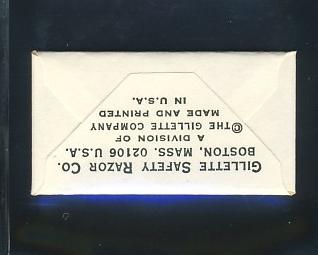 GILLETTE SAFETY RAZOR CO.
BOSTON, MASS. 02106 U.S.A.
A DIVISION OF
©THE GILLETTE COMPANY
MADE AND PRINTED
IN U.S.A.